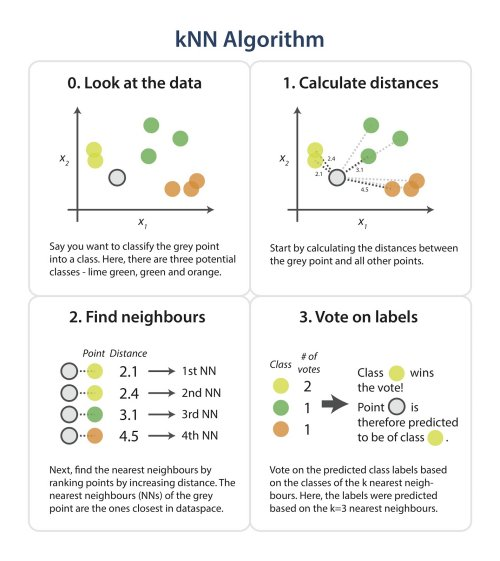 kNN Algorithm
0. Look at the data
x2
x1
Say you want to classify the grey point
into a class. Here, there are three potential
classes - lime green, green and orange.
1. Calculate distances
x2
2.4
2.1
3.1
4.5
x1
Start by calculating the distances between
the grey point and all other points.
2. Find neighbours
Point Distance
2.1 1st NN
2.4 2nd NN
3.1 3rd NN
4.5 4th NN
Next, find the nearest neighbours by
ranking points by increasing distance. The
nearest neighbours (NNs) of the grey
point are the ones closest in dataspace.
3. Vote on labels
Class # of
votes
2
1
1
Class wins
the vote!
Point is
therefore predicted
to be of class .
Vote on the predicted class labels based
on the classes of the k nearest neigh-
bours. Here, the labels were predicted
based on the k=3 nearest neighbours.